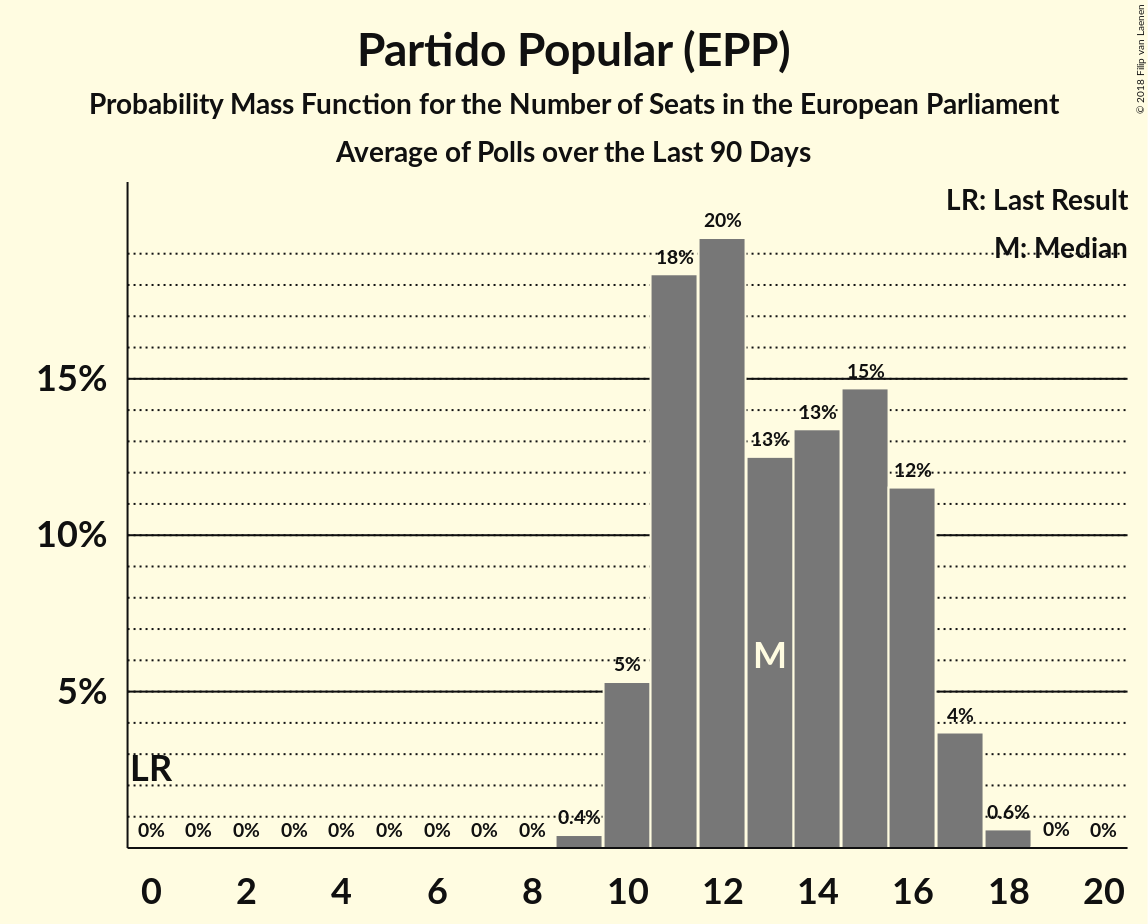 Partido Popular (EPP)
Probability Mass Function for the Number of Seats in the European Parliament
Average of Polls over the Last 90 Days
© 2018 Filip van Laenen
LR: Last Result
M: Median
20%
18%
15%
15%
13%
13%
12%
10%
5%
5%
4%
M
LR
0% 0% 0% 0% 0% 0% 0% 0% 0% 0.4% 0.6% 0% 0%
0 2 4 6 8 10 12 14 16 18 20